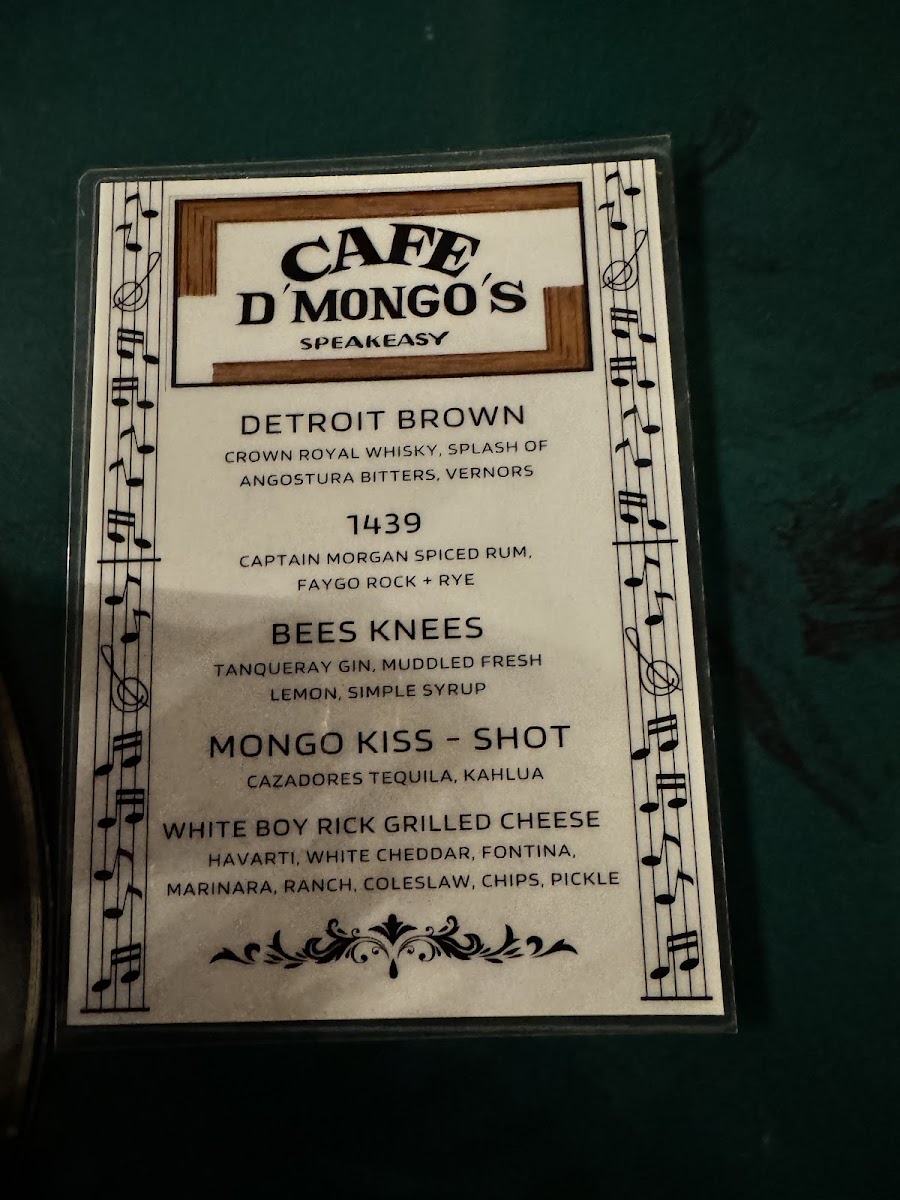 CAFE
D'MONGO'S
SPEAKEASY
DETROIT BROWN
CROWN ROYAL WHISKY, SPLASH OF
ANGOSTURA BITTERS, VERNORS
1439
CAPTAIN MORGAN SPICED RUM,
FAYGO ROCK + RYE
BEES KNEES
TANQUERAY GIN, MUDDLED FRESH
LEMON, SIMPLE SYRUP
MONGO KISS - SHOT
CAZADORES TEQUILA, KAHLUA
WHITE BOY RICK GRILLED CHEESE
HAVARTI, WHITE CHEDDAR, FONTINA,
MARINARA, RANCH, COLESLAW, CHIPS, PICKLE